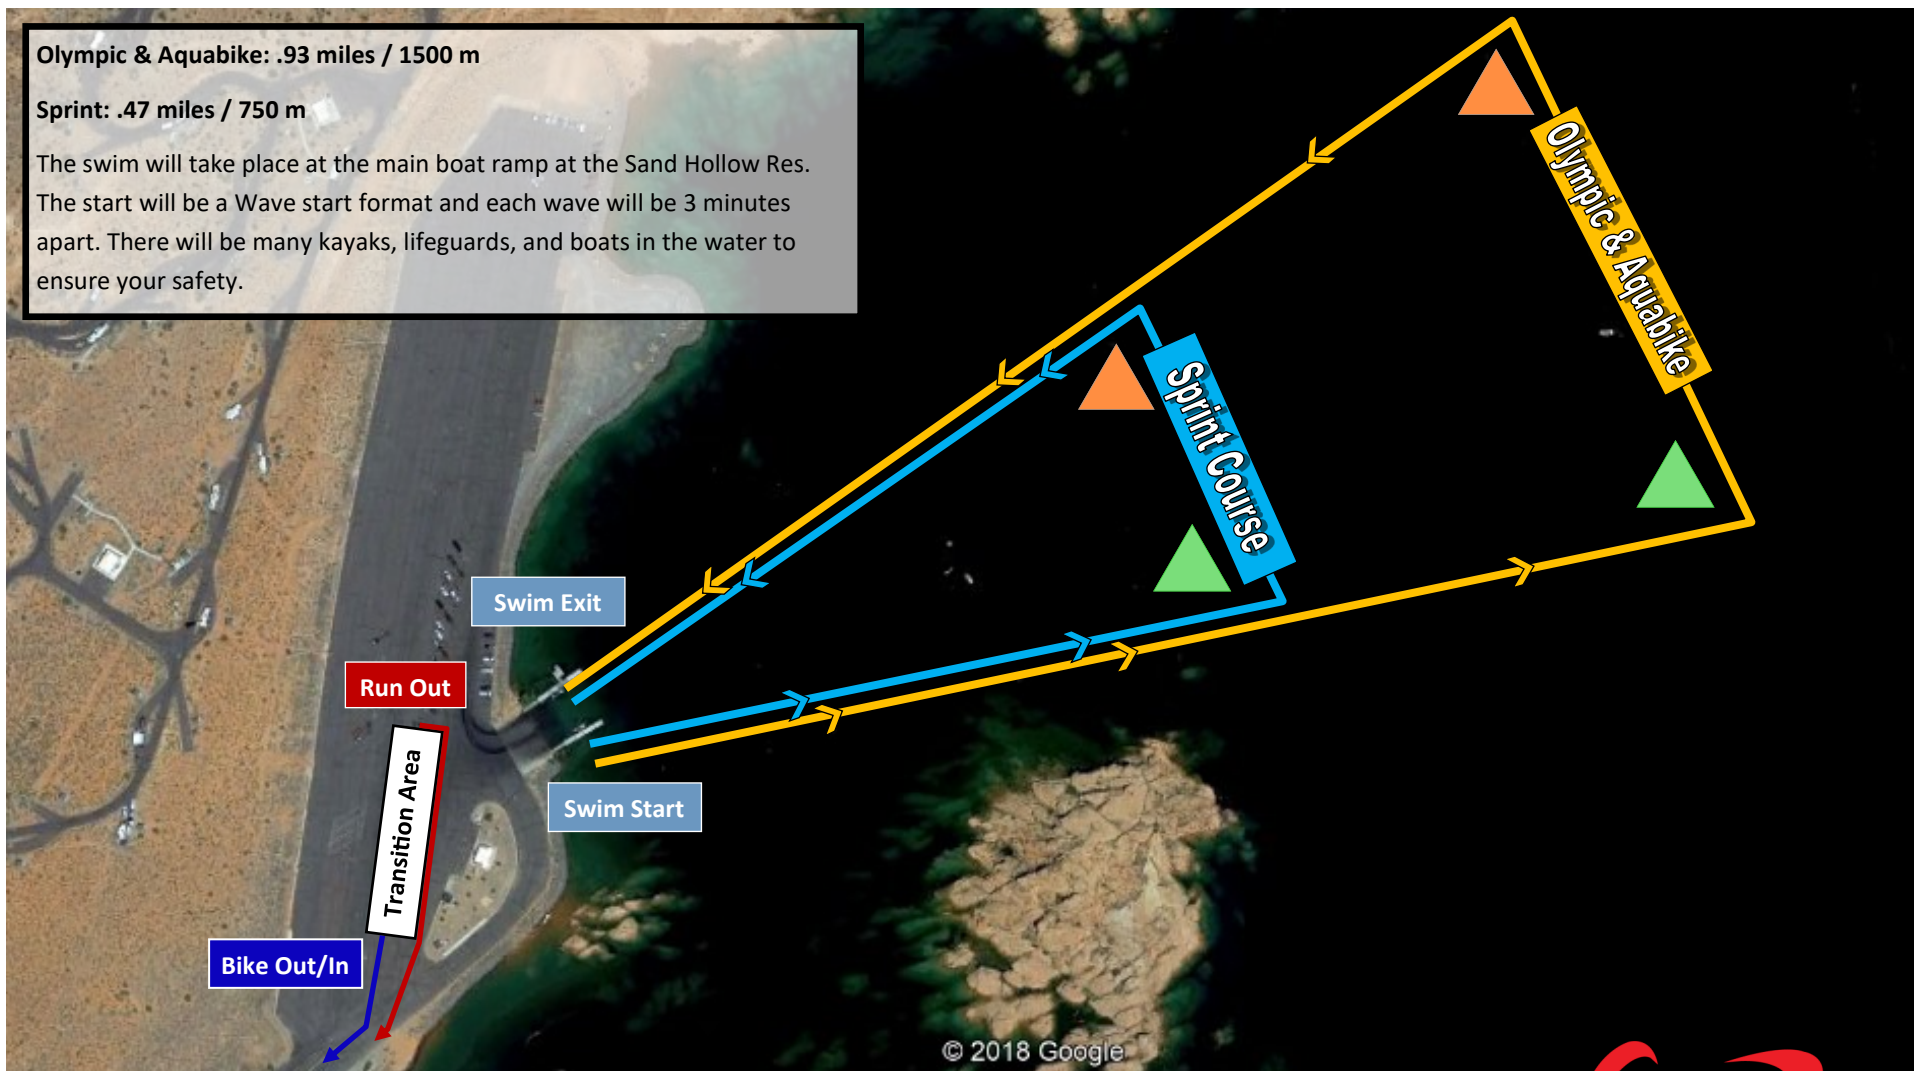 Olympic & Aquabike: .93 miles / 1500 m
Sprint: .47 miles / 750 m
The swim will take place at the main boat ramp at the Sand Hollow Res.
The start will be a Wave start format and each wave will be 3 minutes
apart. There will be many kayaks, lifeguards, and boats in the water to
ensure your safety.
Olympic & Aquabike
Sprint Course
Swim Exit
Run Out
Swim Start
Transition Area
Bike Out/In
© 2018 Google